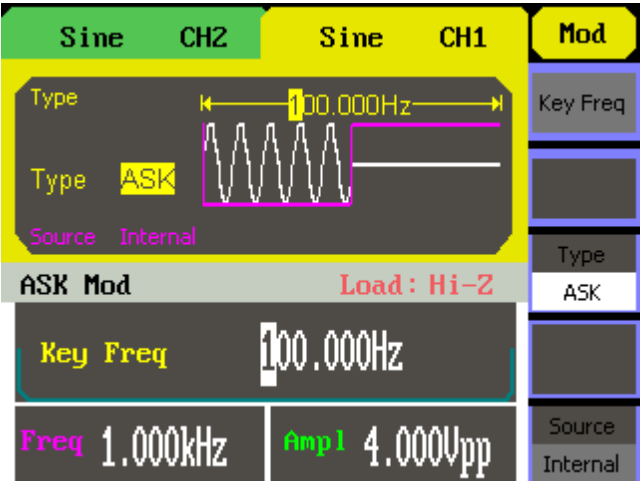 Sine CH2 Sine CH1 Mod
Type 100.000Hz Key Freq
Type ASK
Source Internal
Type
ASK Mod Load: Hi-Z ASK
Key Freq 100.000Hz
Source
Freq 1.000kHz Ampl 4.000Vpp Internal